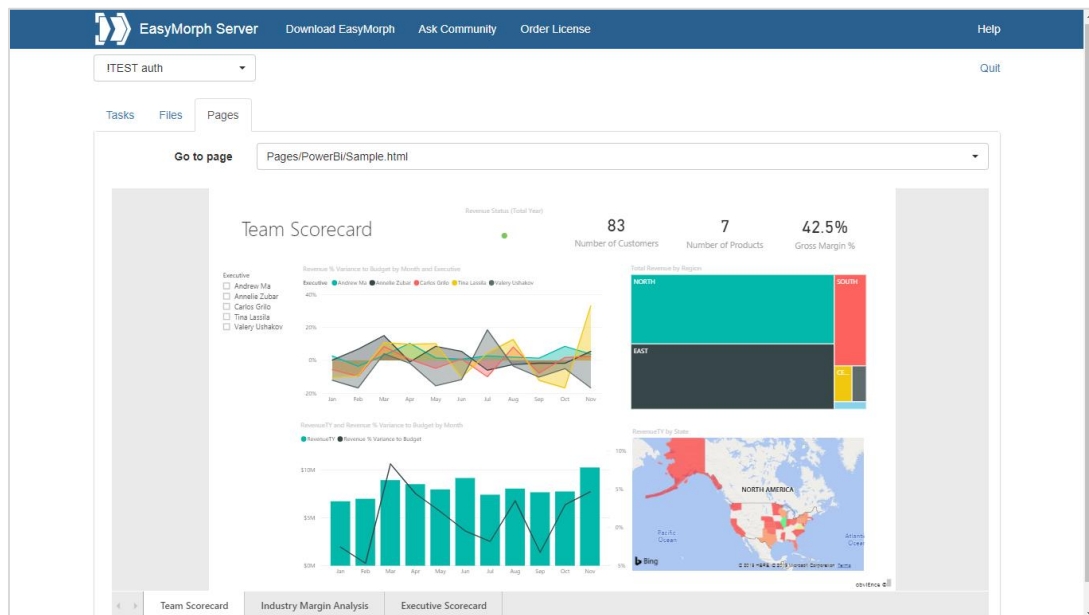 EasyMorph Server Download EasyMorph Ask Community Order License Help
!TEST auth Quit
Tasks Files Pages
Go to page Pages/PowerBi/Sample.html
Team Scorecard
Revenue Status (Total Year)
83
Number of Customers
7
Number of Products
42.5%
Gross Margin %
Executive
Andrew Ma
Annelie Zubar
Carlos Grilo
Tina Lassila
Valery Ushakov
Revenue % Variance to Budget by Month and Executive
Executive Andrew Ma Annelie Zubar Carlos Grilo Tina Lassila Valery Ushakov
40%
20%
0%
-20%
Jan Feb Mar Apr May Jun Jul Aug Sep Oct Nov
Total Revenue by Region
NORTH
SOUTH
EAST
CE...
RevenueTY and Revenue % Variance to Budget by Month
RevenueTY Revenue % Variance to Budget
$10M
$5M
$0M
10%
5%
0%
5%
Jan Feb Mar Apr May Jun Jul Aug Sep Oct Nov
RevenueTY by State
NORTH AMERICA
Pacific
Ocean
Bing
obviEnce ©
Team Scorecard Industry Margin Analysis Executive Scorecard